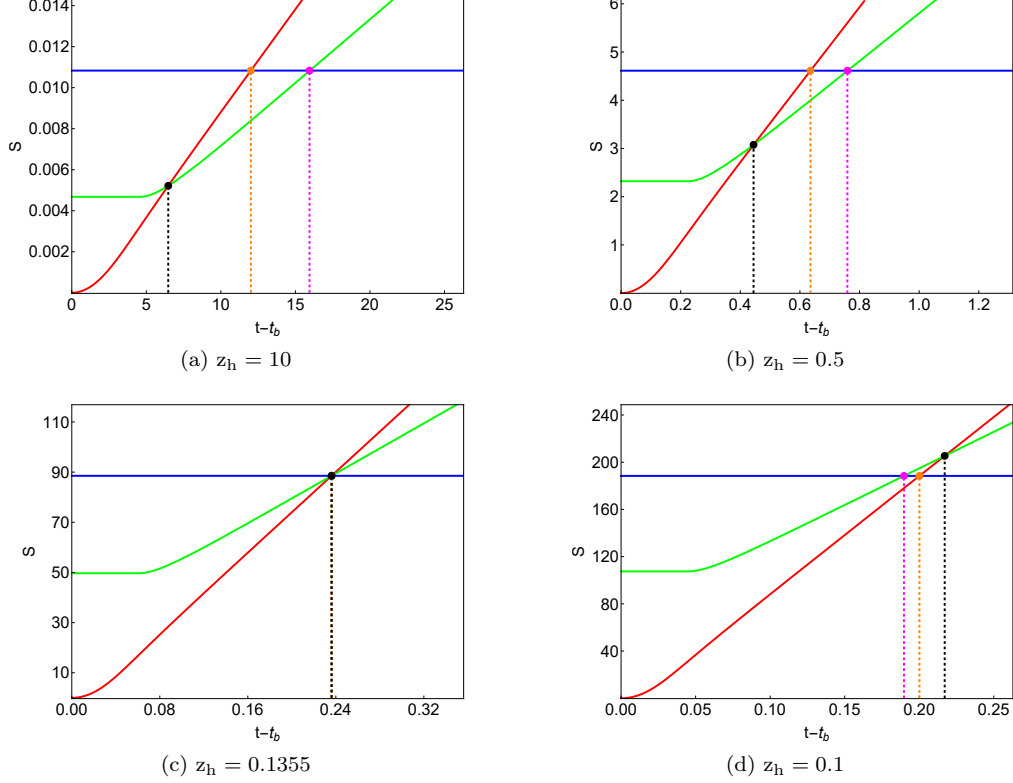 0.014
0.012
0.010
0.008
0.006
0.004
0.002
S
0 5 10 15 20 25
t-t_b
(a) z_h = 10
6
5
4
3
2
1
S
0.0 0.2 0.4 0.6 0.8 1.0 1.2
t-t_b
(b) z_h = 0.5
110
90
70
50
30
10
S
0.00 0.08 0.16 0.24 0.32
t-t_b
(c) z_h = 0.1355
240
200
160
120
80
40
S
0.00 0.05 0.10 0.15 0.20 0.25
t-t_b
(d) z_h = 0.1